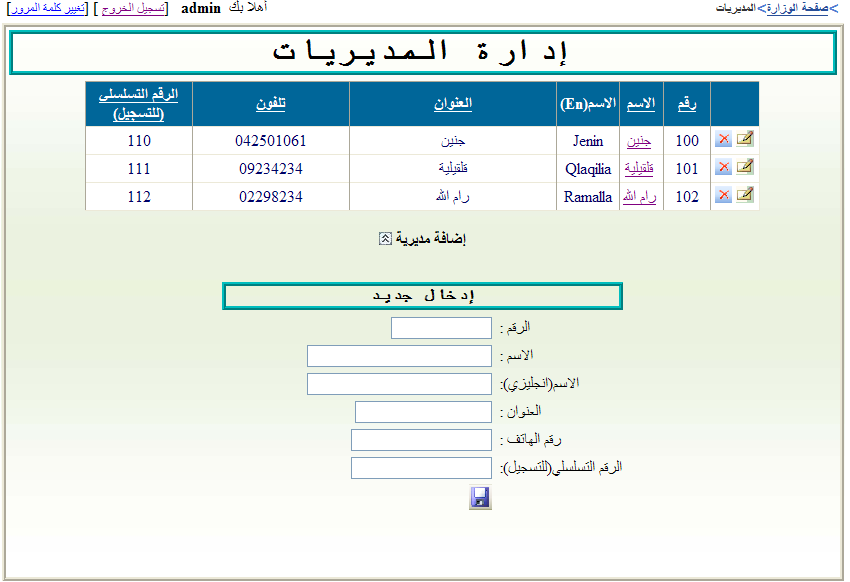 >صفحة الوزارة>المديريات
أهلا بك admin [تسجيل الخروج ] [تغيير كلمة المرور]
إدارة المديريات
رقم الاسم الاسم(En) العنوان تلفون الرقم التسلسلي (للتسجيل)
100 جنين Jenin جنين 042501061 110
101 قلقيلية Qlaqilia قلقيلية 09234234 111
102 رام الله Ramalla رام الله 02298234 112
إضافة مديرية
إدخال جديد
الرقم :
الاسم :
الاسم(انجليزي):
العنوان :
رقم الهاتف :
الرقم التسلسلي(للتسجيل):